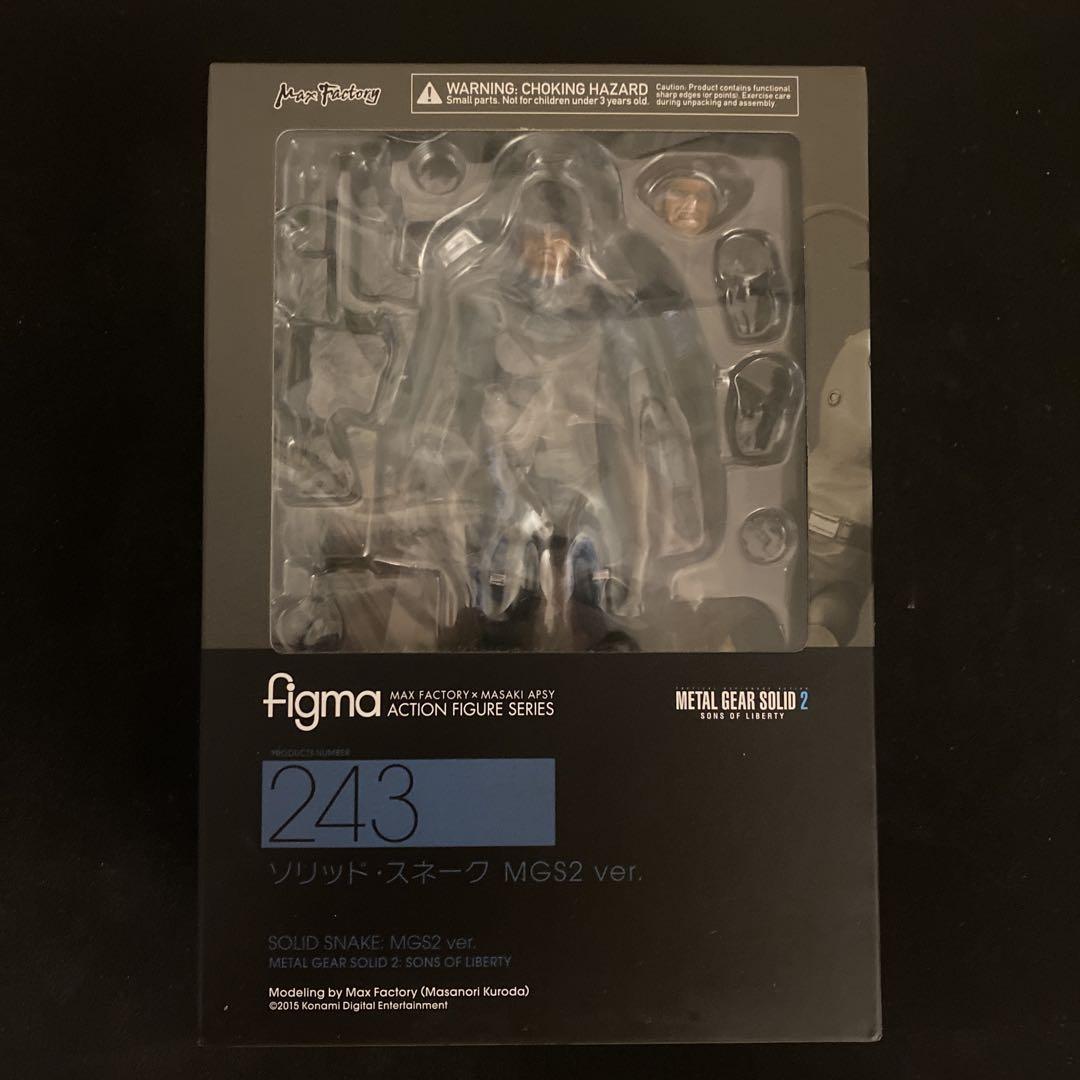 Max Factory
WARNING: CHOKING HAZARD
Small parts. Not for children under 3 years old.
Caution: Product contains functional
sharp edges (or points). Exercise care
during unpacking and assembly.
figma
MAX FACTORY × MASAKI APSY
ACTION FIGURE SERIES
TACTICAL ESPIONAGE ACTION
METAL GEAR SOLID 2
SONS OF LIBERTY
PRODUCTS NUMBER
243
ソリッド・スネーク MGS2 ver.
SOLID SNAKE: MGS2 ver.
METAL GEAR SOLID 2: SONS OF LIBERTY
Modeling by Max Factory (Masanori Kuroda)
©2015 Konami Digital Entertainment